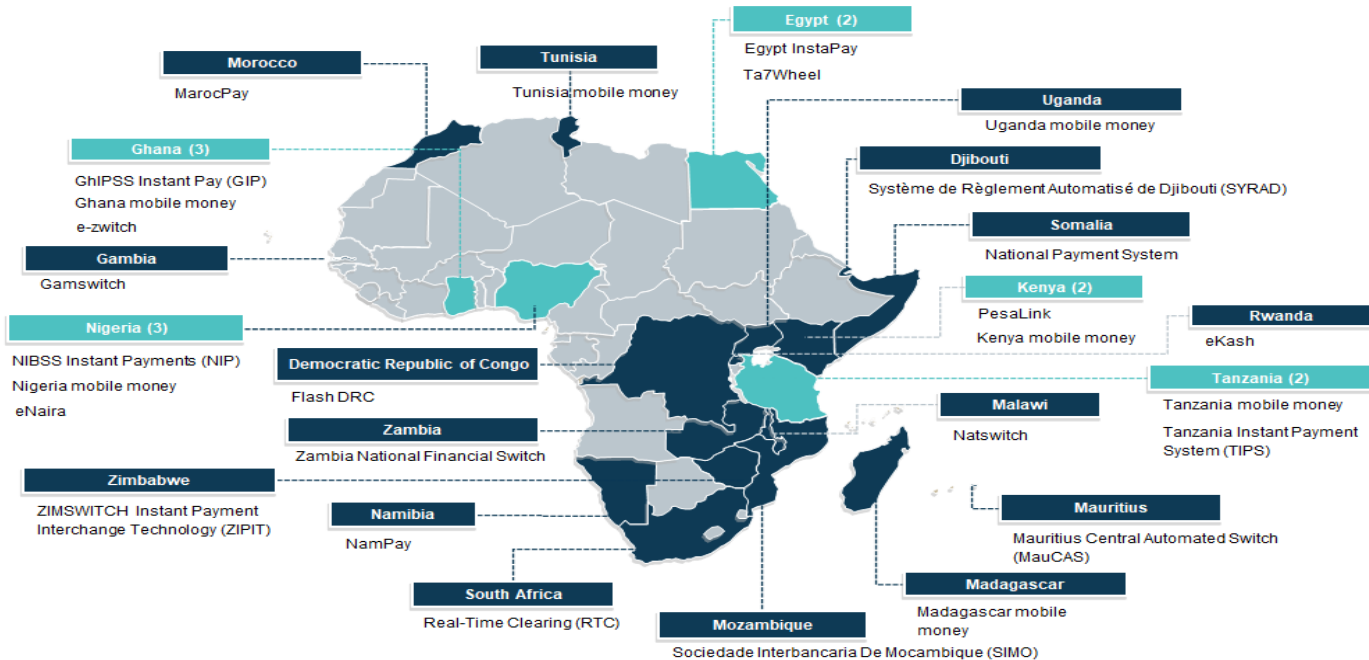 Egypt (2)
Egypt InstaPay
Ta7Wheel
Tunisia
Tunisia mobile money
Morocco
MarocPay
Uganda
Uganda mobile money
Ghana (3)
GhIPSS Instant Pay (GIP)
Ghana mobile money
e-zwitch
Djibouti
Système de Règlement Automatisé de Djibouti (SYRAD)
Somalia
National Payment System
Gambia
Gamswitch
Kenya (2)
PesaLink
Kenya mobile money
Rwanda
eKash
Nigeria (3)
NIBSS Instant Payments (NIP)
Nigeria mobile money
eNaira
Democratic Republic of Congo
Flash DRC
Tanzania (2)
Tanzania mobile money
Tanzania Instant Payment
System (TIPS)
Malawi
Natswitch
Zambia
Zambia National Financial Switch
Zimbabwe
ZIMSWITCH Instant Payment
Interchange Technology (ZIPIT)
Namibia
NamPay
Mauritius
Mauritius Central Automated Switch
(MauCAS)
South Africa
Real-Time Clearing (RTC)
Madagascar
Madagascar mobile
money
Mozambique
Sociedade Interbancaria De Mocambique (SIMO)